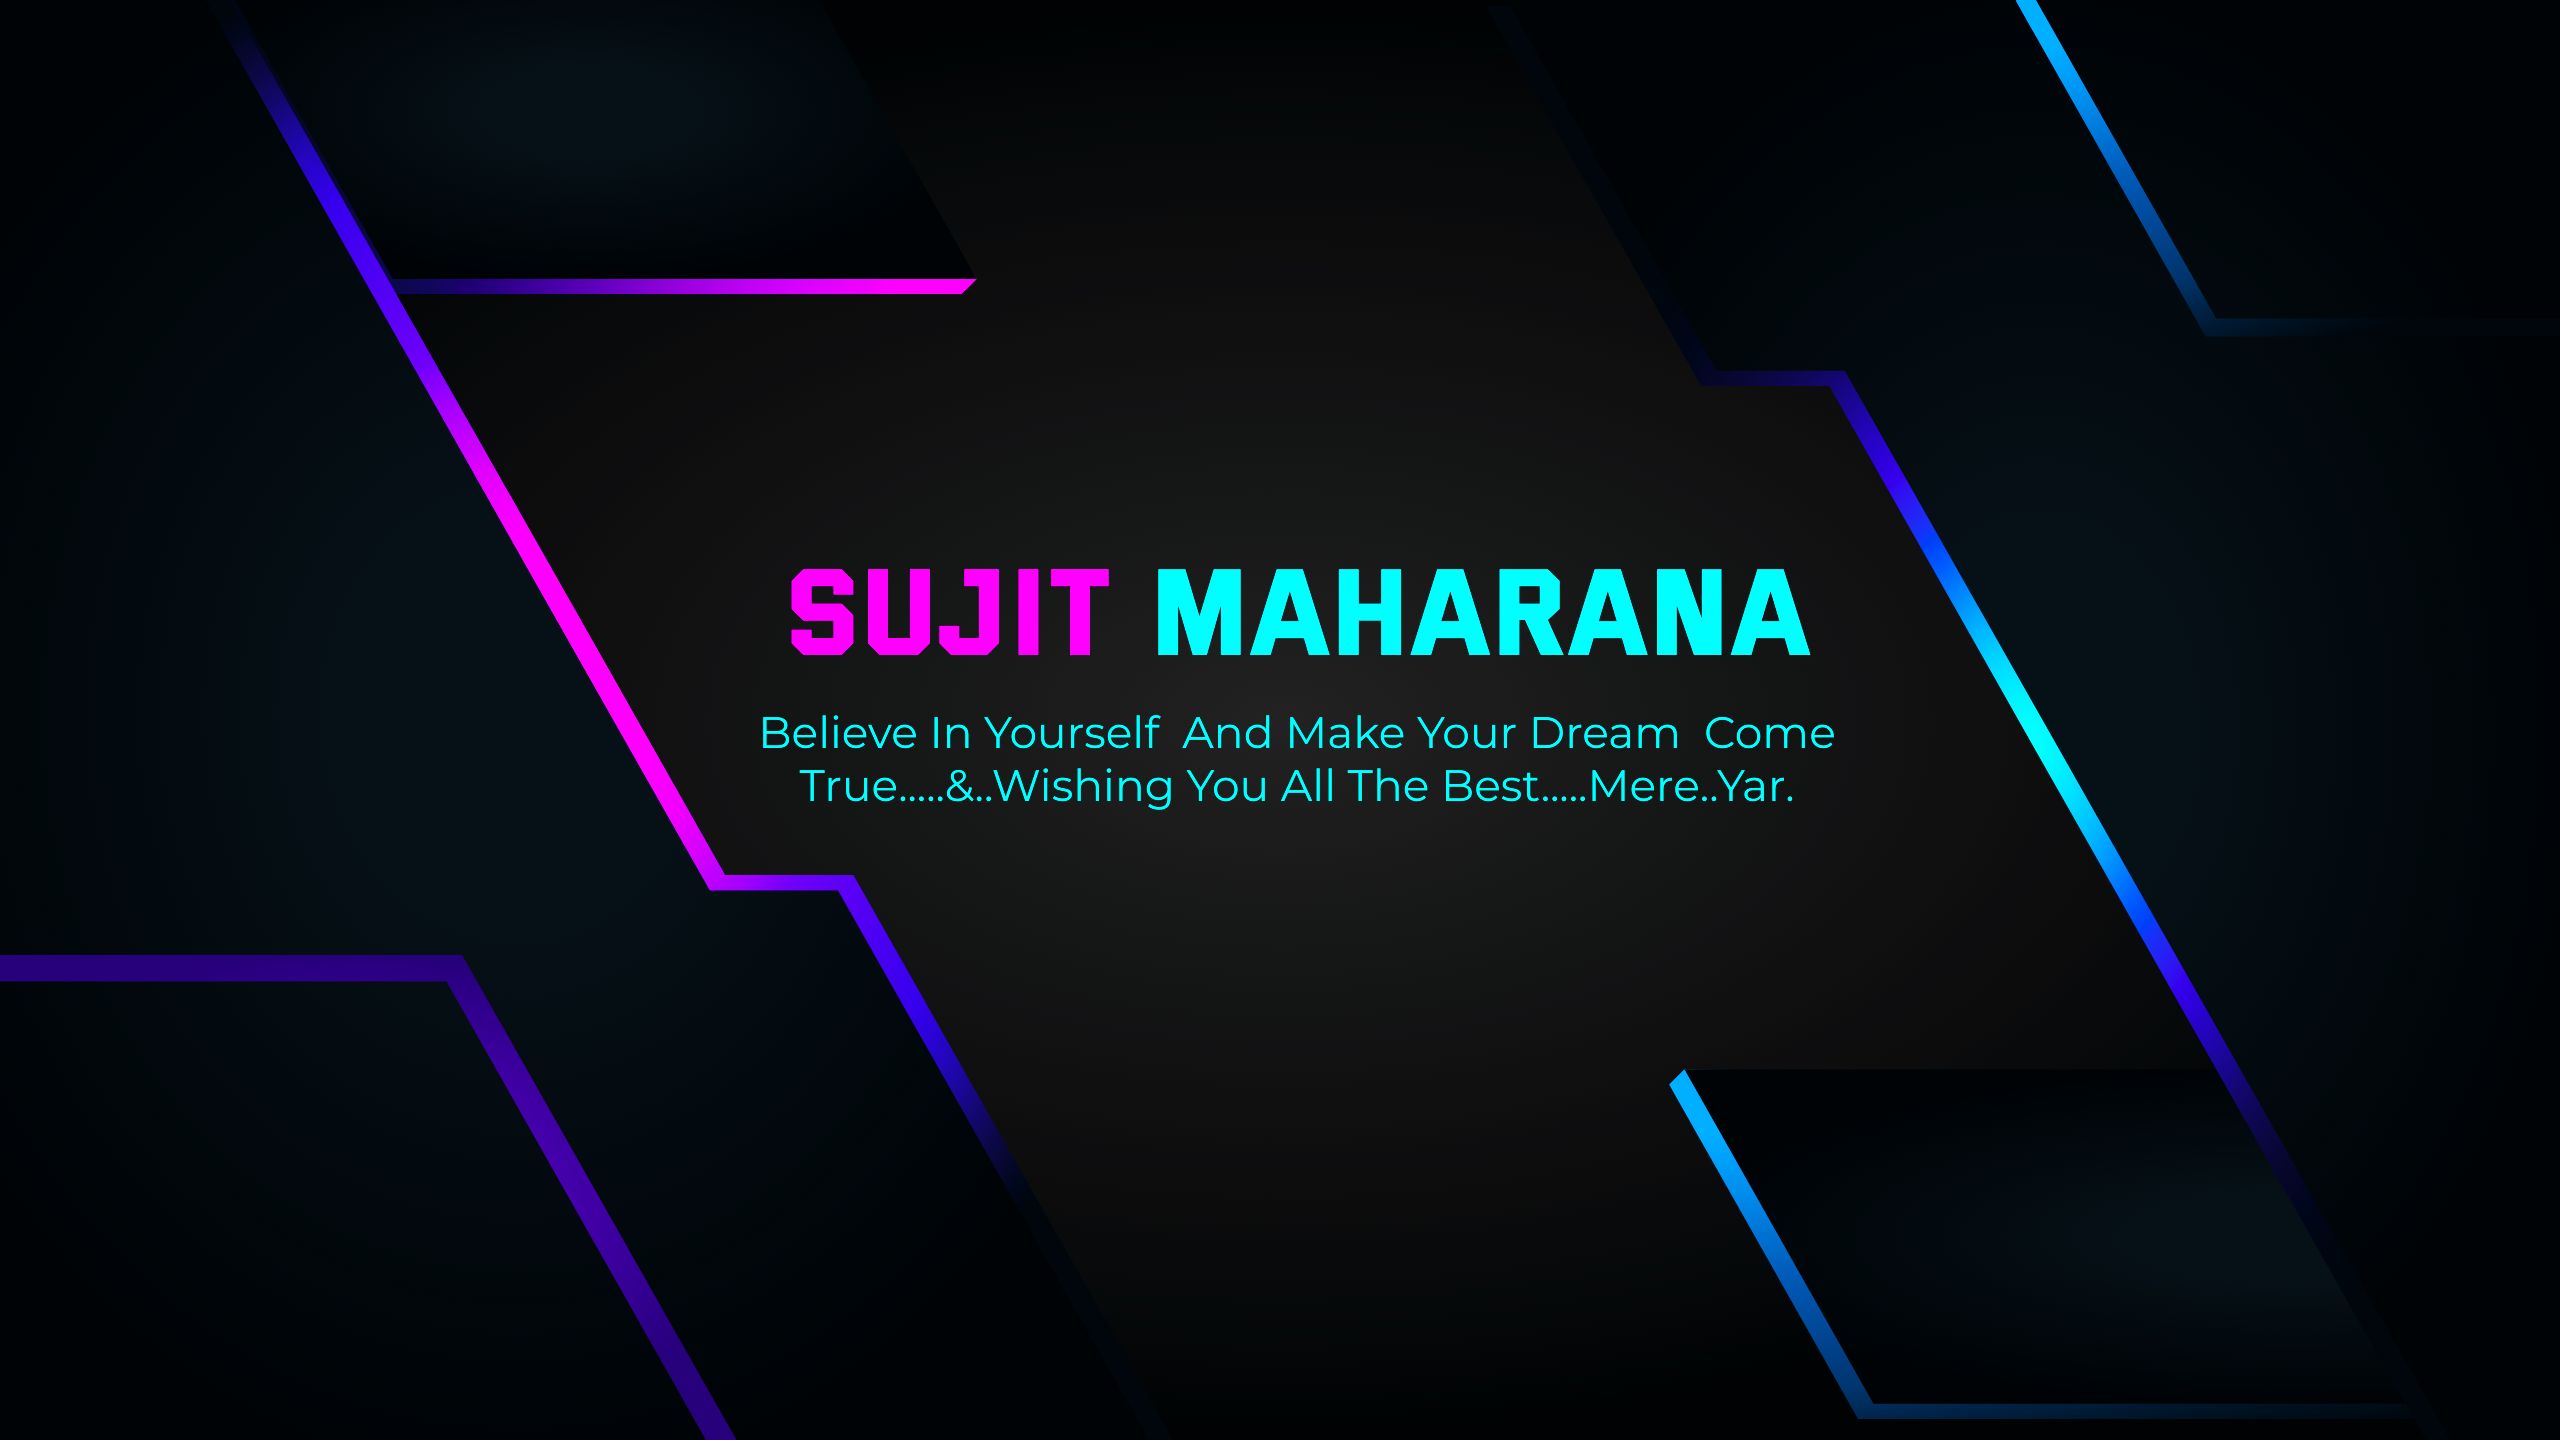 SUJIT MAHARANA
Believe In Yourself  And Make Your Dream  Come
True.....&..Wishing You All The Best.....Mere..Yar.